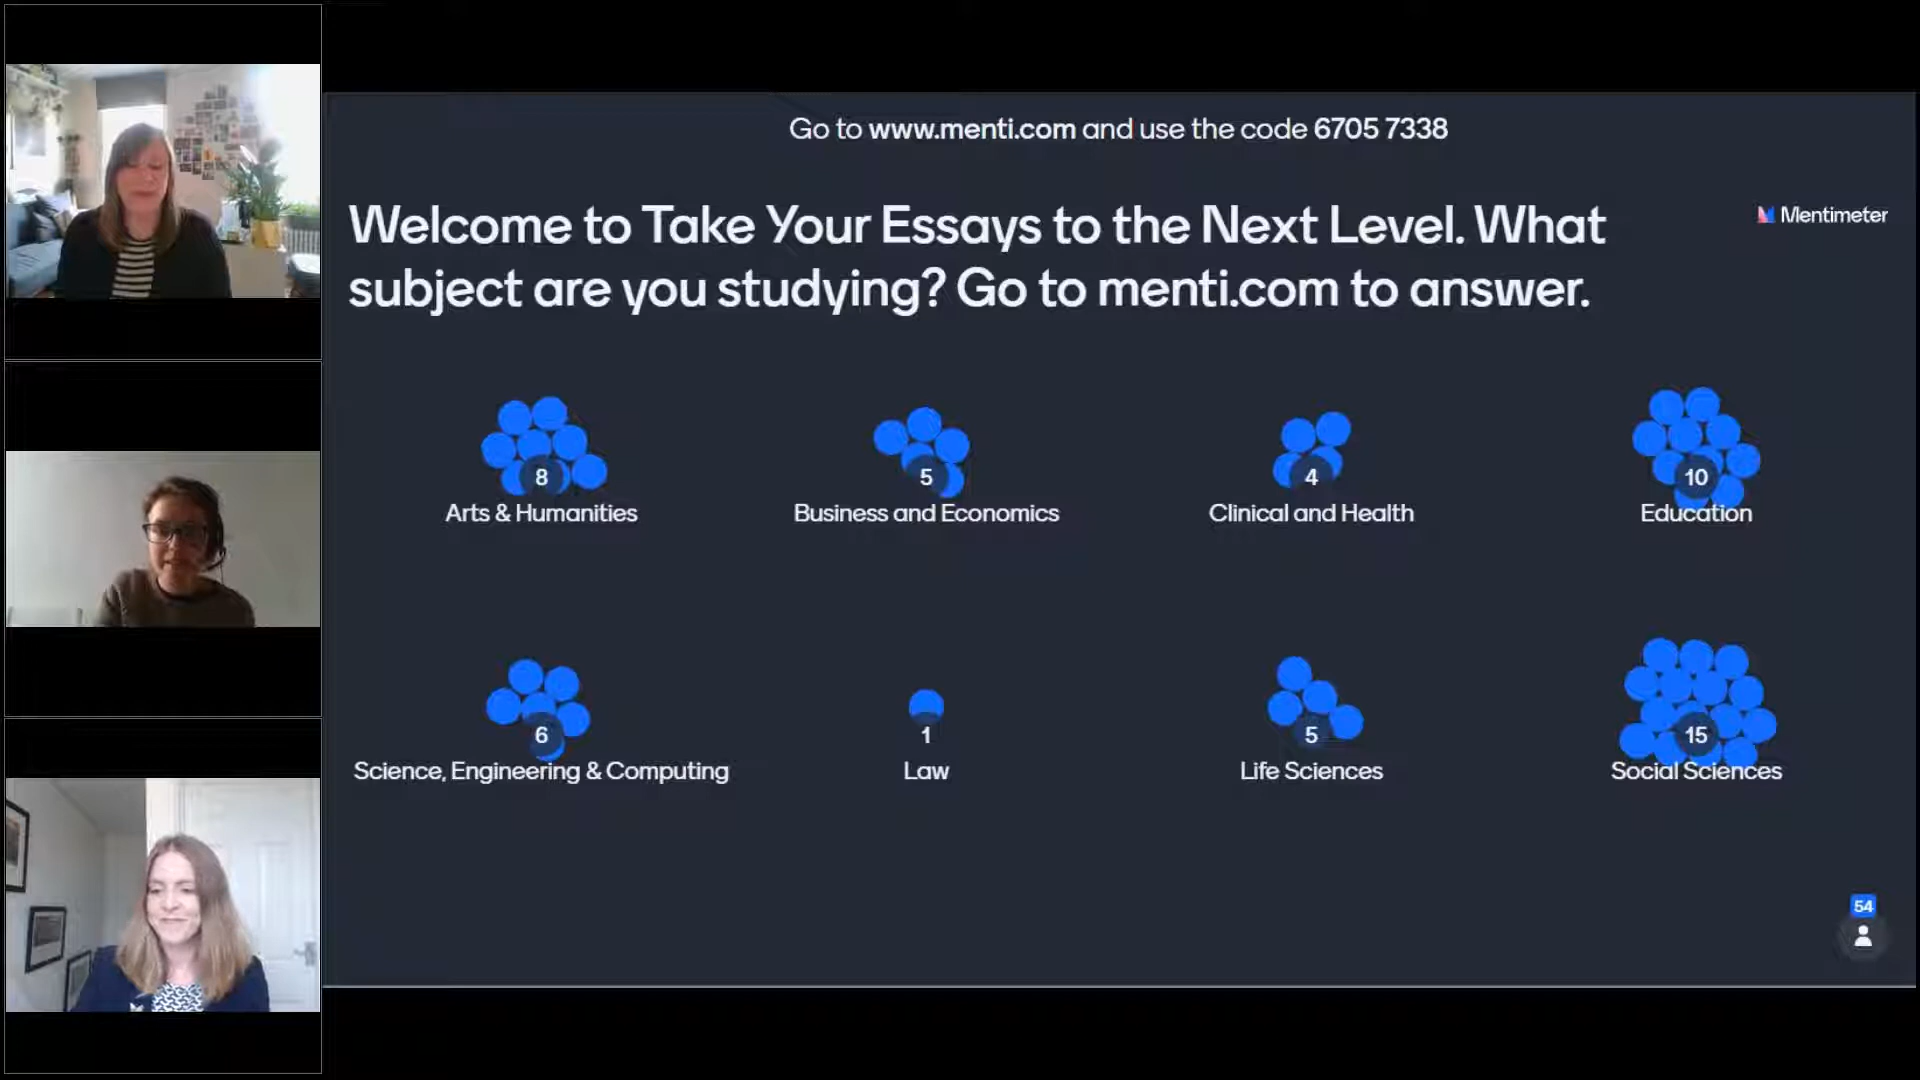 Go to www.menti.com and use the code 6705 7338
Welcome to Take Your Essays to the Next Level. What
subject are you studying? Go to menti.com to answer.
Mentimeter
8
Arts & Humanities
5
Business and Economics
4
Clinical and Health
10
Education
6
Science, Engineering & Computing
1
Law
5
Life Sciences
15
Social Sciences
54